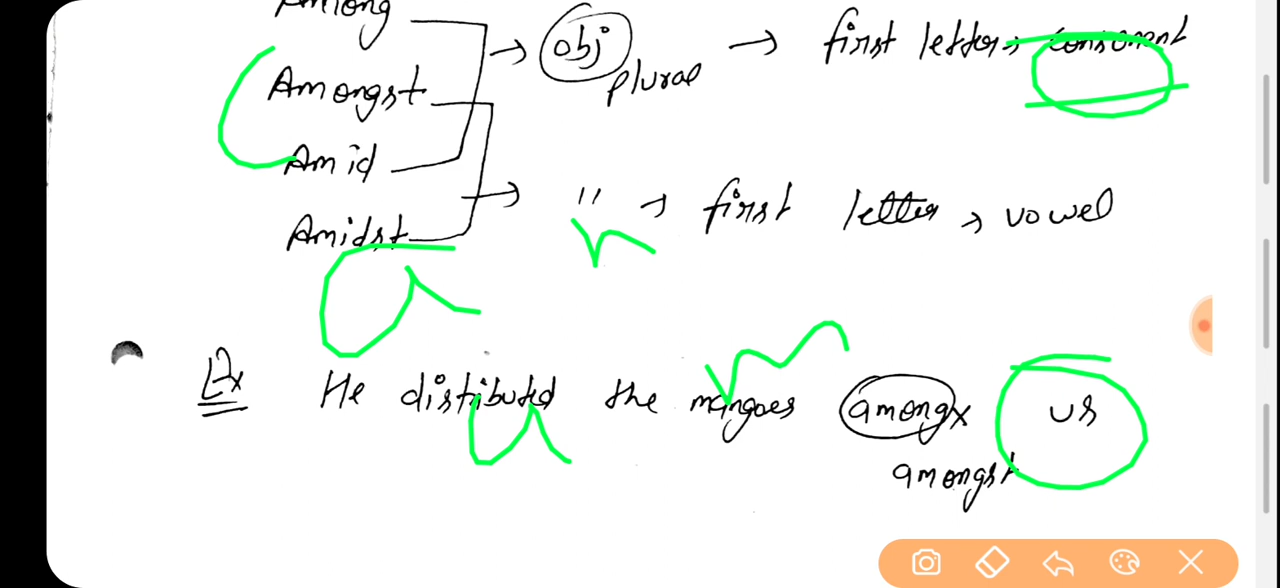 Among
→ obj plural → first letter → consonent
Amongst
Amid
→ " → first letter → vowel
Amidst
Ex He distibuted the mangoes among x us
amongst